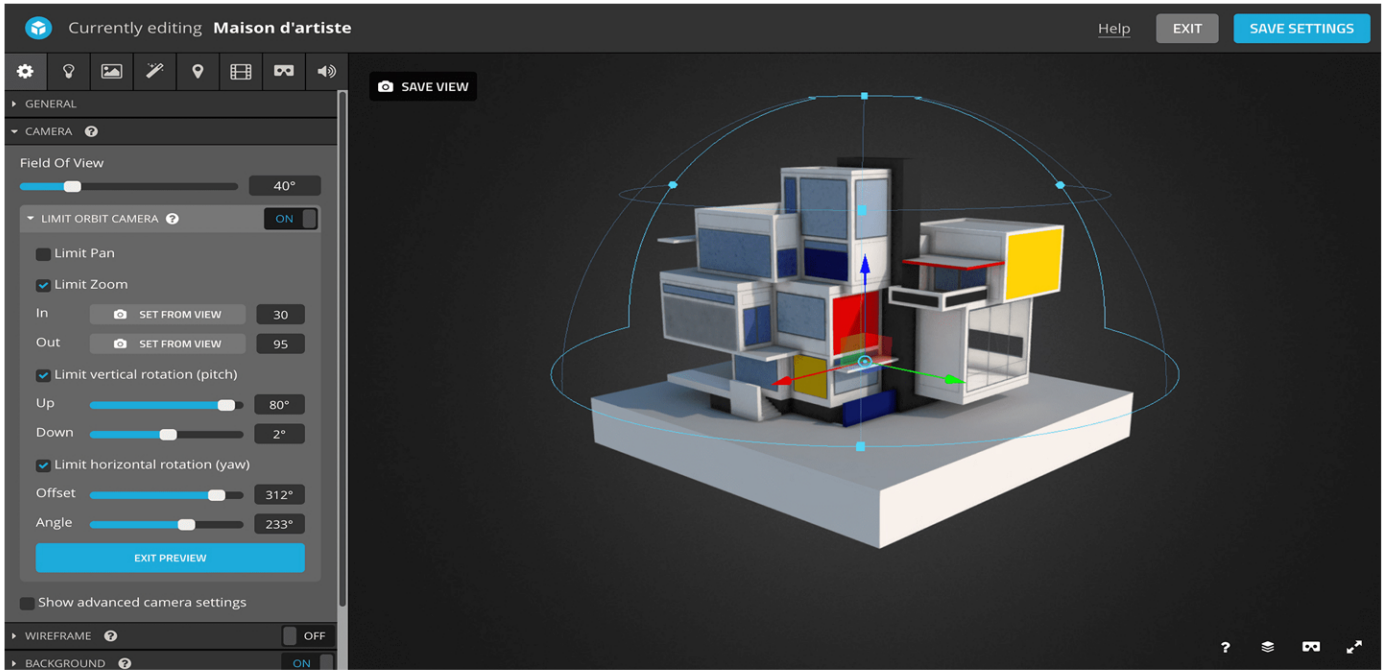 Currently editing Maison d'artiste
Help
EXIT
SAVE SETTINGS
SAVE VIEW
GENERAL
CAMERA ?
Field Of View
40°
LIMIT ORBIT CAMERA ? ON
Limit Pan
Limit Zoom
In SET FROM VIEW 30
Out SET FROM VIEW 95
Limit vertical rotation (pitch)
Up 80°
Down 2°
Limit horizontal rotation (yaw)
Offset 312°
Angle 233°
EXIT PREVIEW
Show advanced camera settings
WIREFRAME ? OFF
BACKGROUND ? ON
?